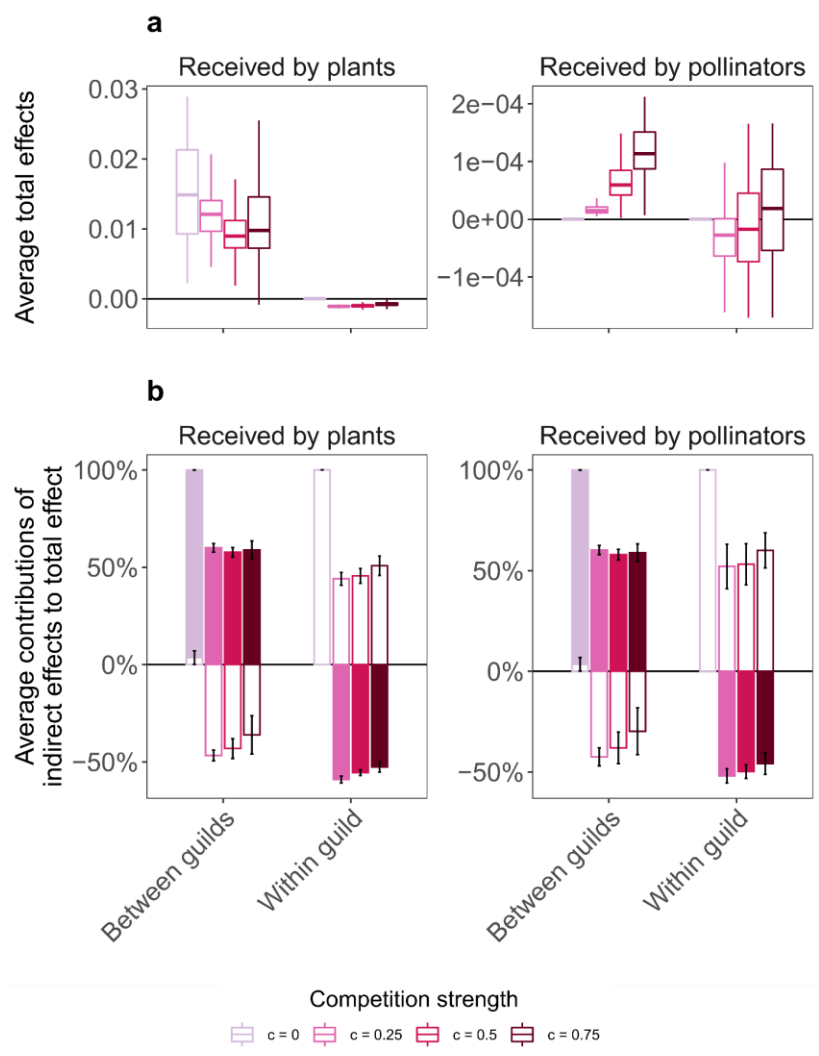 a
Received by plants
Received by pollinators
Average total effects
0.03
0.02
0.01
0.00
2e−04
1e−04
0e+00
−1e−04
b
Received by plants
Received by pollinators
Average contributions of
indirect effects to total effect
100%
50%
0%
−50%
100%
50%
0%
−50%
Between guilds
Within guild
Between guilds
Within guild
Competition strength
c = 0
c = 0.25
c = 0.5
c = 0.75